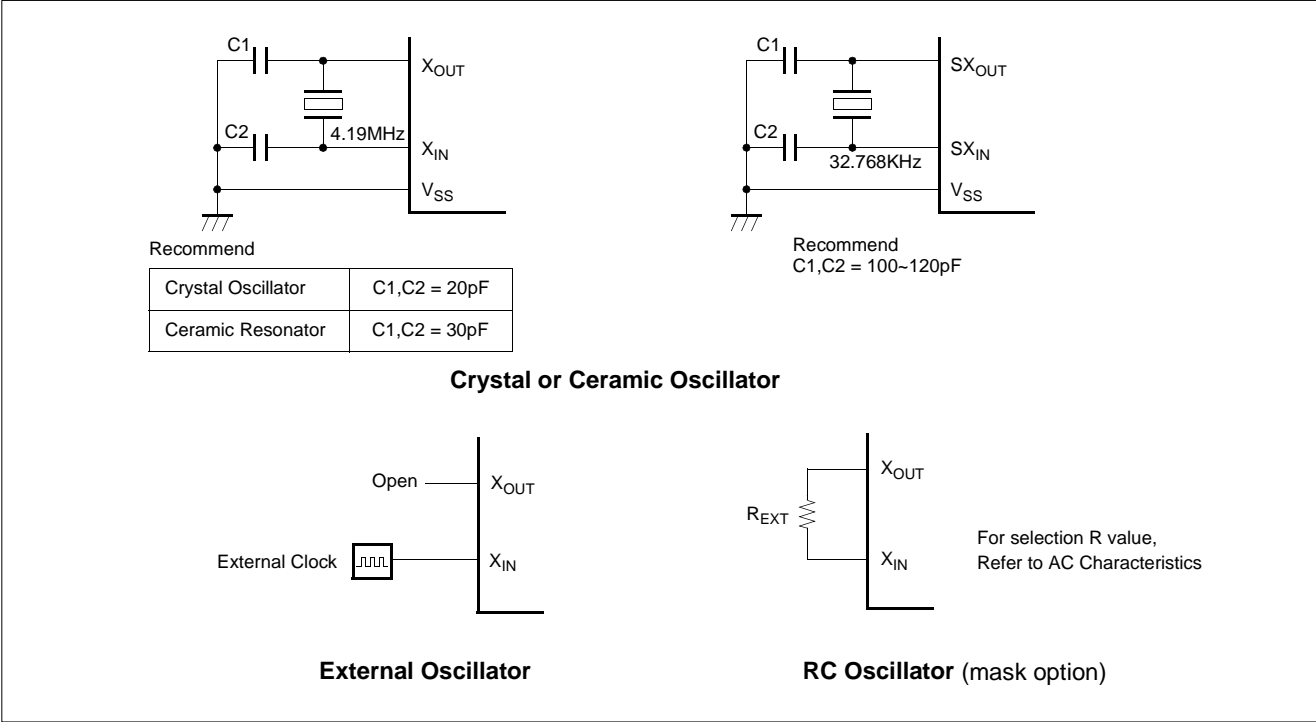 C1
X_OUT
C2
4.19MHz
X_IN
V_SS
Recommend
Crystal Oscillator C1,C2 = 20pF
Ceramic Resonator C1,C2 = 30pF
C1
SX_OUT
C2
32.768KHz
SX_IN
V_SS
Recommend
C1,C2 = 100~120pF
Crystal or Ceramic Oscillator
Open
X_OUT
External Clock
X_IN
External Oscillator
X_OUT
R_EXT
X_IN
For selection R value,
Refer to AC Characteristics
RC Oscillator (mask option)